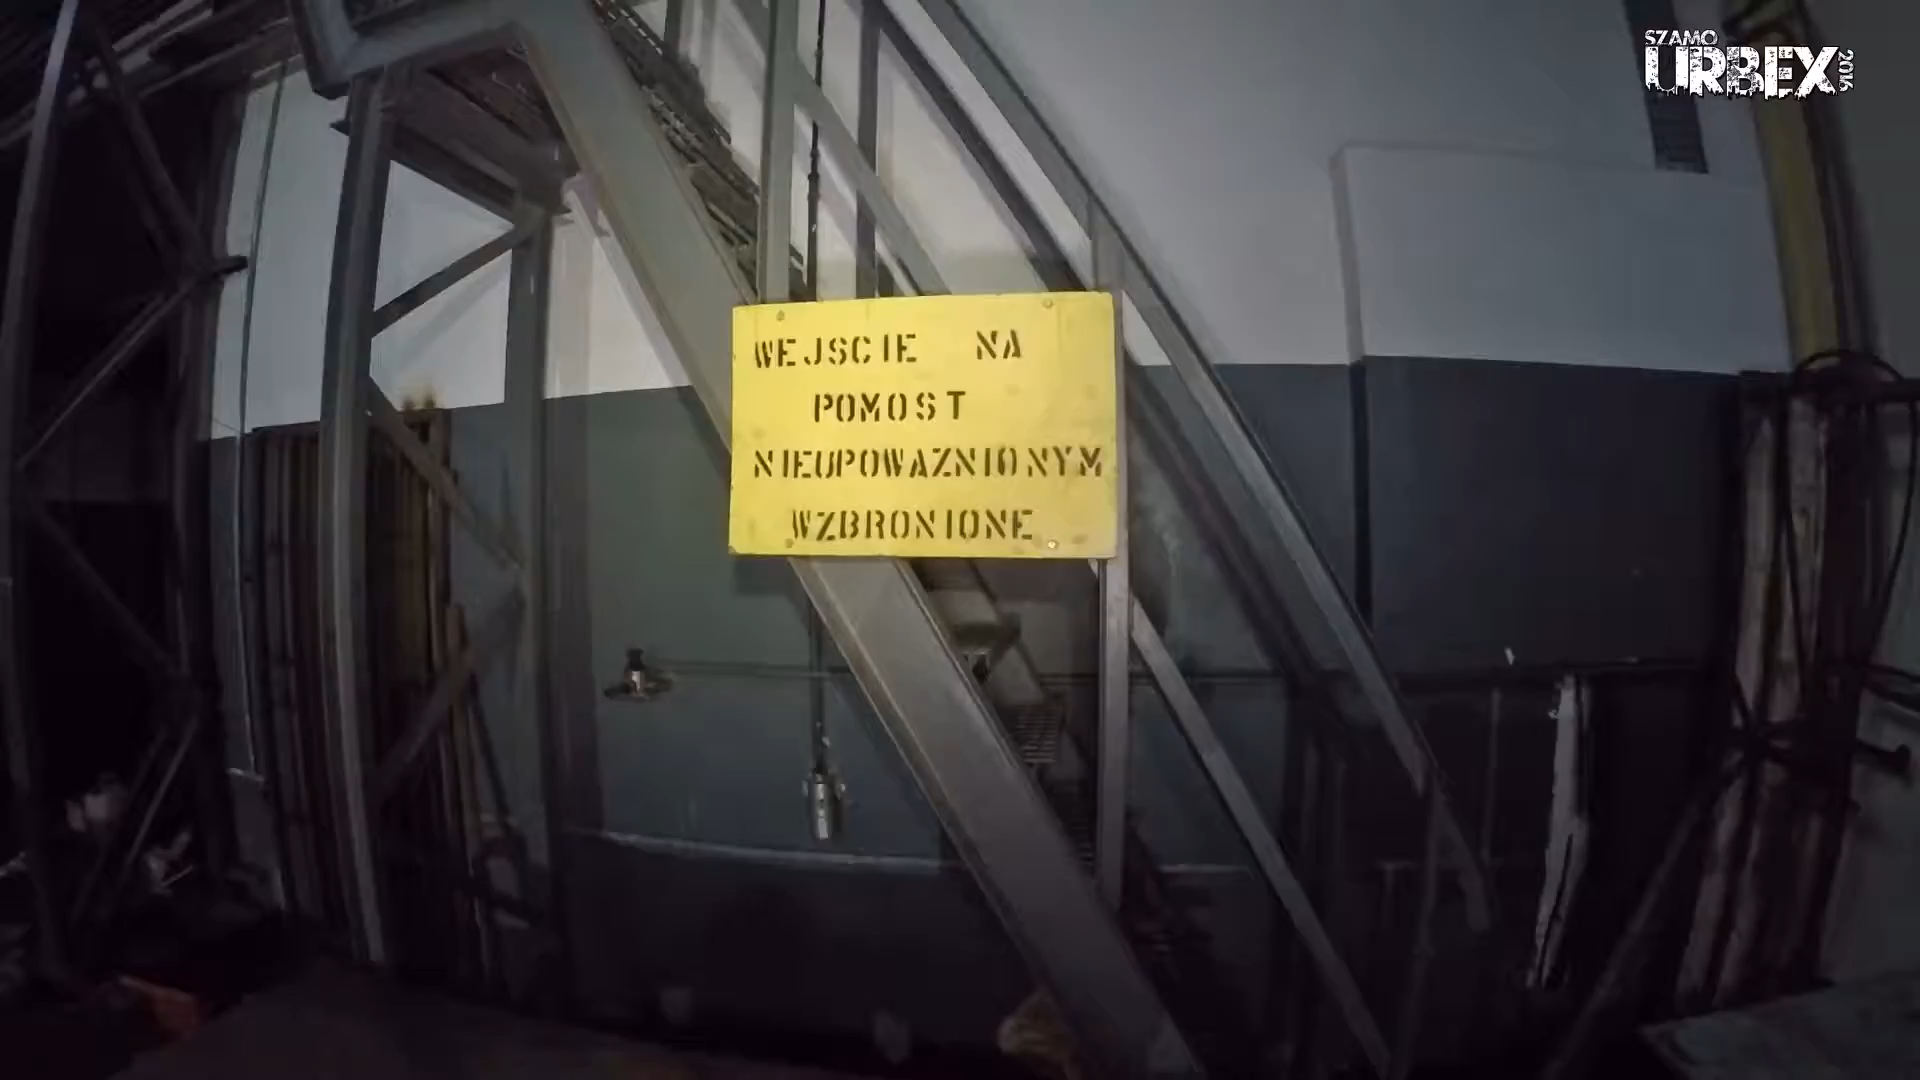 SZAMO
URBEX 2016
WEJSCIE NA
POMOST
NIEUPOWAZNIONYM
WZBRONIONE